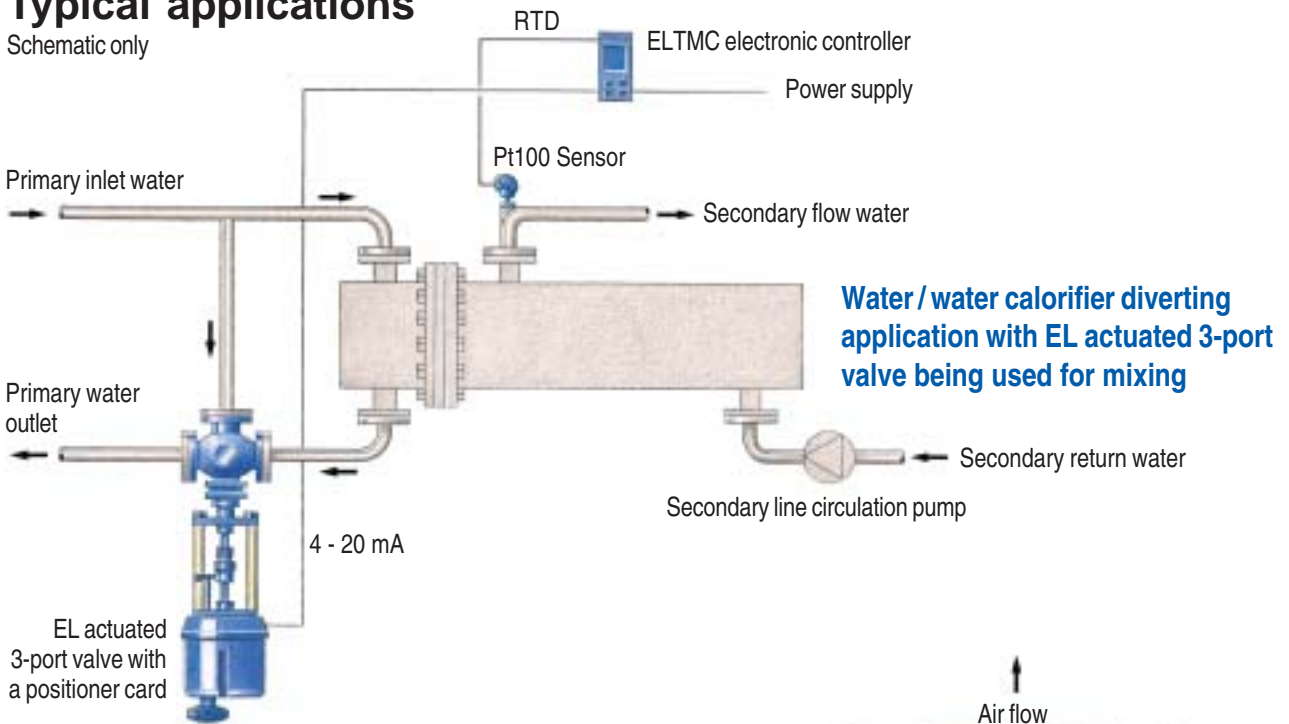 Typical applications
Schematic only
RTD
ELTMC electronic controller
Power supply
Pt100 Sensor
Primary inlet water
Secondary flow water
Water / water calorifier diverting
application with EL actuated 3-port
valve being used for mixing
Primary water
outlet
Secondary return water
Secondary line circulation pump
4 - 20 mA
EL actuated
3-port valve with
a positioner card
Air flow